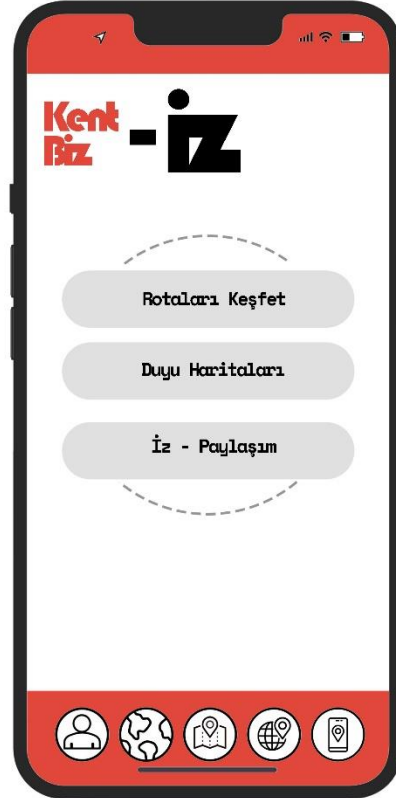 Kent
Biz
-İZ
Rotaları Keşfet
Duyu Haritaları
İz - Paylaşım